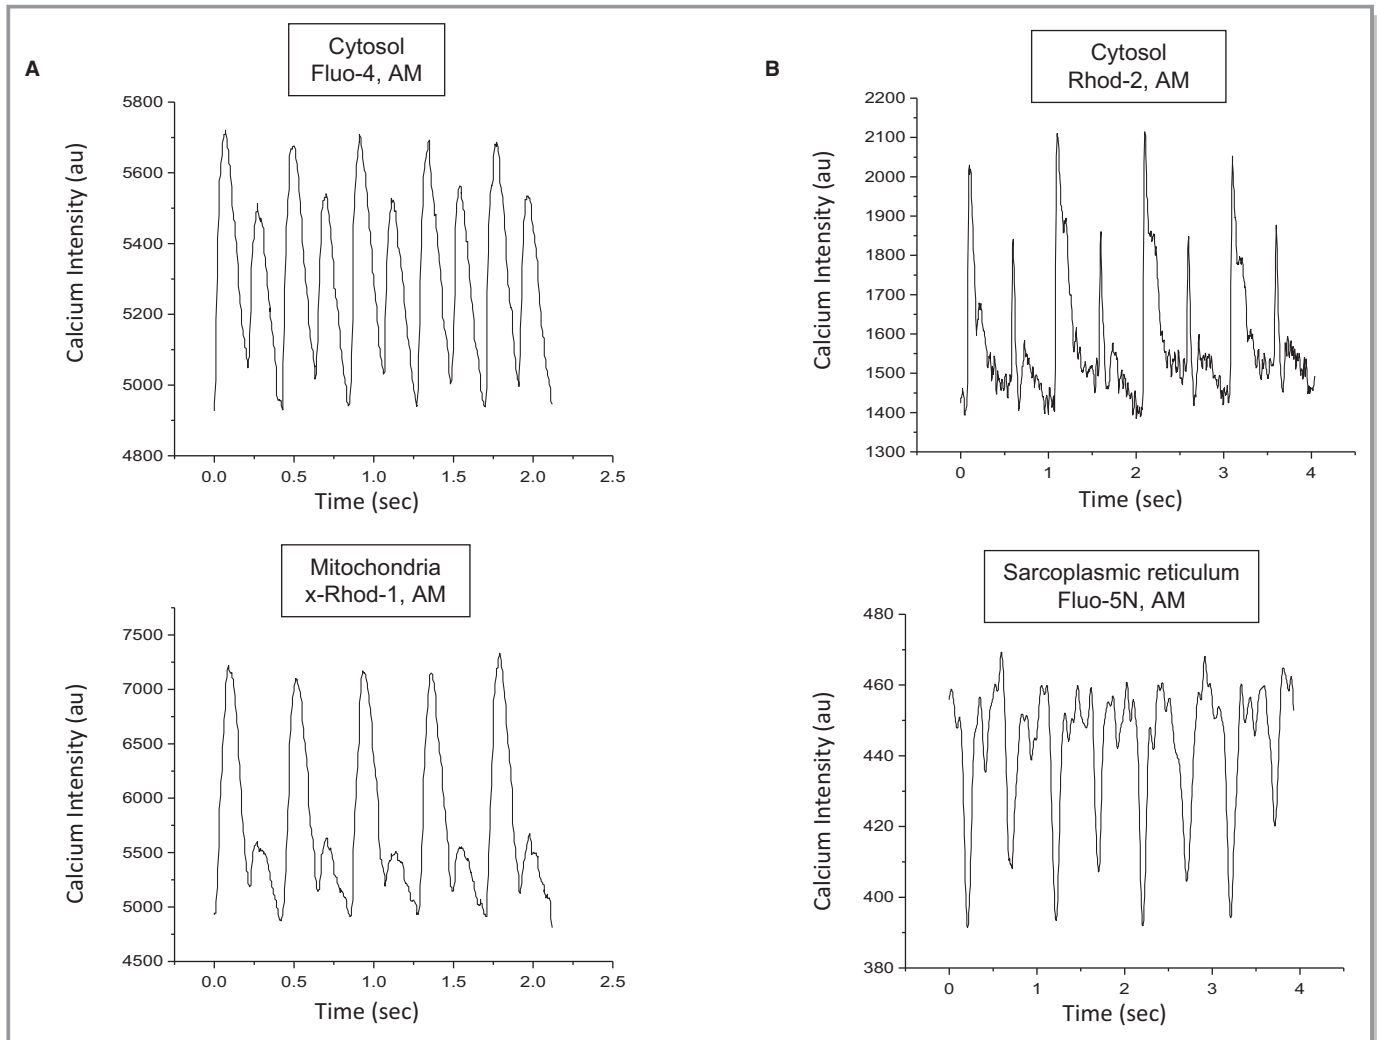 A
Cytosol
Fluo-4, AM
Calcium Intensity (au)
5800
5600
5400
5200
5000
4800
0.0 0.5 1.0 1.5 2.0 2.5
Time (sec)
Mitochondria
x-Rhod-1, AM
Calcium Intensity (au)
7500
7000
6500
6000
5500
5000
4500
0.0 0.5 1.0 1.5 2.0 2.5
Time (sec)
B
Cytosol
Rhod-2, AM
Calcium Intensity (au)
2200
2100
2000
1900
1800
1700
1600
1500
1400
1300
0 1 2 3 4
Time (sec)
Sarcoplasmic reticulum
Fluo-5N, AM
Calcium Intensity (au)
480
460
440
420
400
380
0 1 2 3 4
Time (sec)